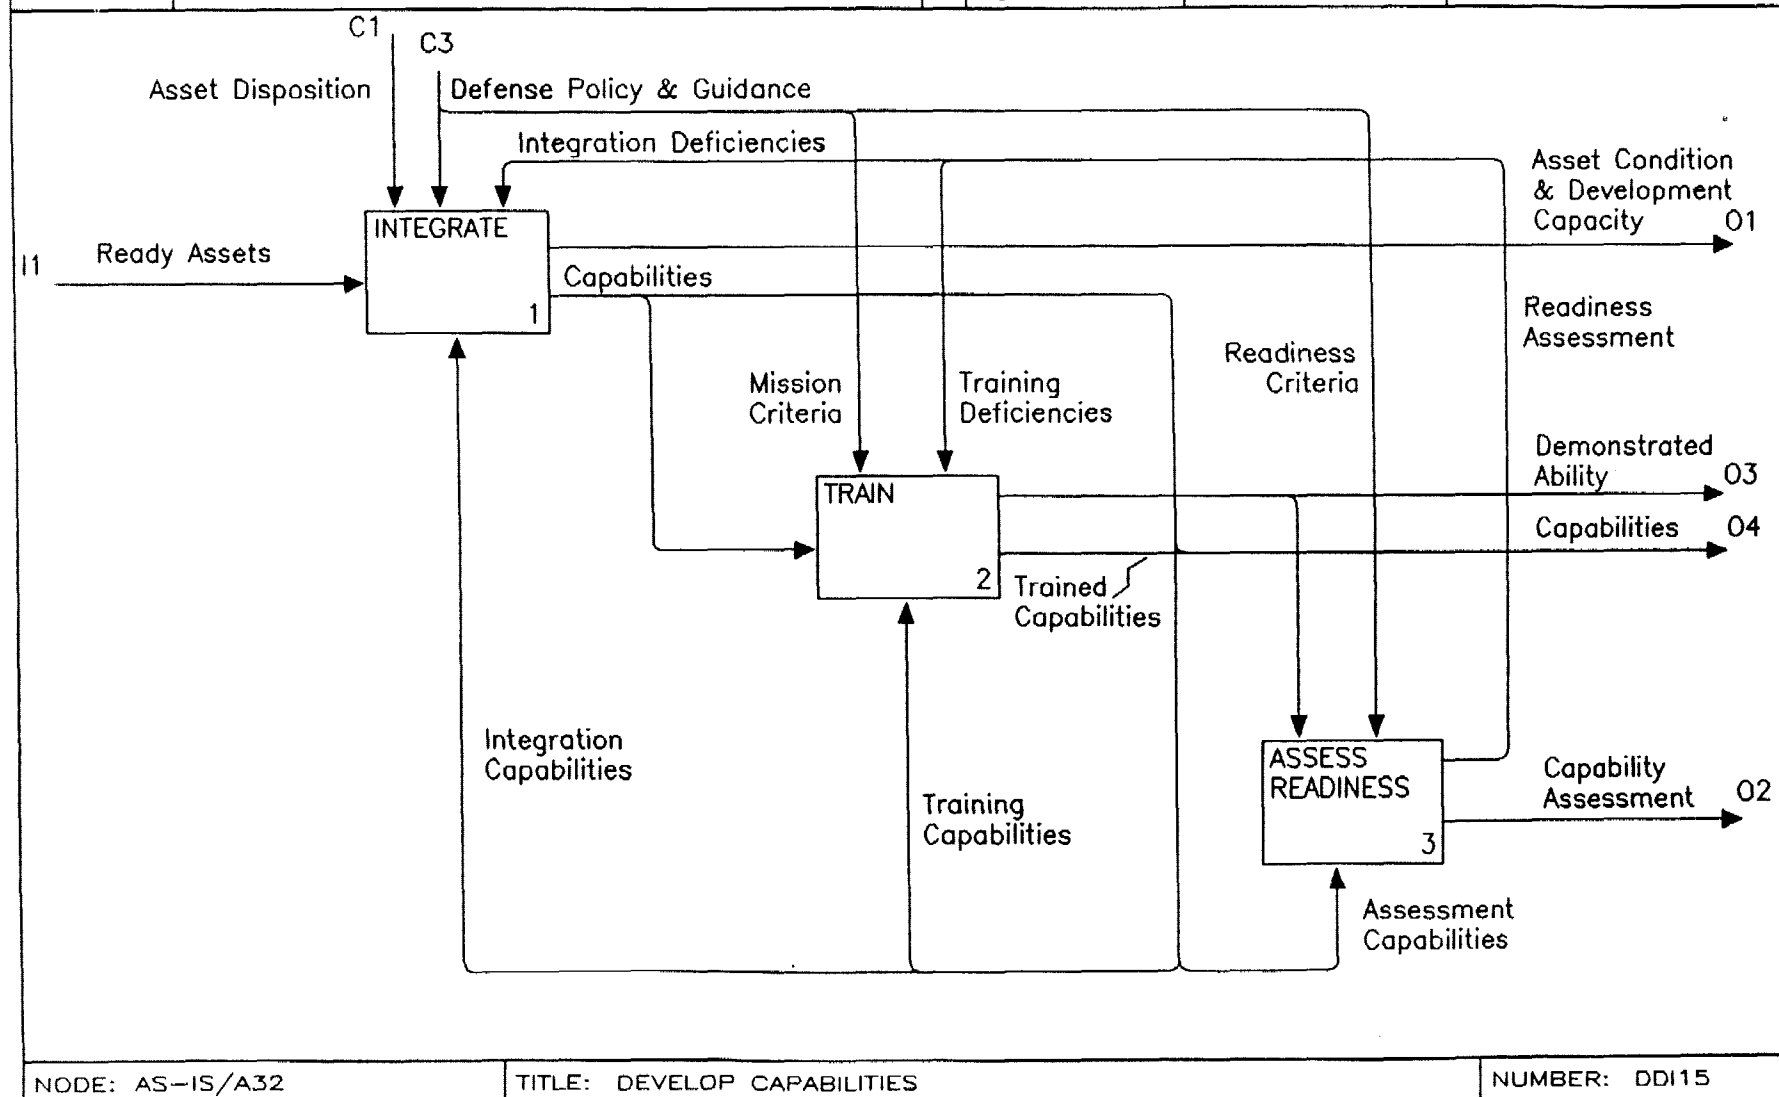 C1
C3
Asset Disposition
Defense Policy & Guidance
Integration Deficiencies
Asset Condition
& Development
Capacity
O1
INTEGRATE
1
I1
Ready Assets
Capabilities
Readiness
Assessment
Readiness
Criteria
Mission
Criteria
Training
Deficiencies
Demonstrated
Ability
O3
TRAIN
2
Capabilities
O4
Trained
Capabilities
Integration
Capabilities
ASSESS
READINESS
3
Capability
Assessment
O2
Training
Capabilities
Assessment
Capabilities
NODE: AS-IS/A32
TITLE: DEVELOP CAPABILITIES
NUMBER: DDI15